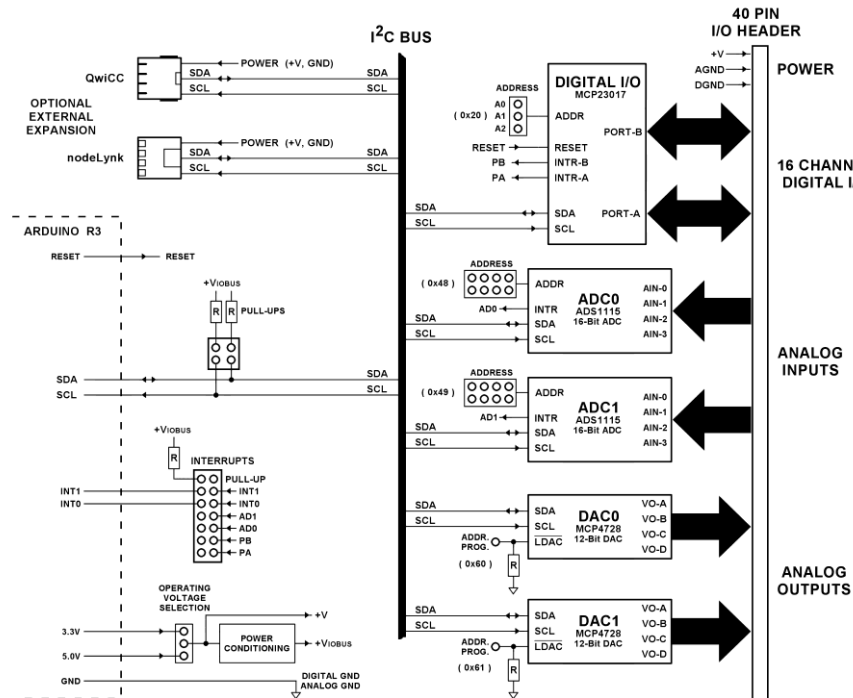 40 PIN
I/O HEADER
I²C BUS
+V
AGND
DGND
POWER
QwiCC
POWER (+V, GND)
SDA
SDA
SCL
SCL
OPTIONAL
EXTERNAL
EXPANSION
nodeLynk
POWER (+V, GND)
SDA
SDA
SCL
SCL
ADDRESS
A0
( 0x20 ) A1
A2
DIGITAL I/O
MCP23017
ADDR
PORT-B
RESET
RESET
PB
INTR-B
PA
INTR-A
SDA
SDA
PORT-A
SCL
SCL
16 CHANN
DIGITAL I/
ARDUINO R3
RESET
RESET
+VIOBUS
R
R
PULL-UPS
SDA
SDA
SCL
SCL
ADDRESS
( 0x48 )
ADDR
ADC0
ADS1115
16-Bit ADC
AD0
INTR
SDA
SDA
SCL
SCL
AIN-0
AIN-1
AIN-2
AIN-3
ANALOG
INPUTS
ADDRESS
( 0x49 )
ADDR
ADC1
ADS1115
16-Bit ADC
AD1
INTR
SDA
SDA
SCL
SCL
AIN-0
AIN-1
AIN-2
AIN-3
+VIOBUS
R
INTERRUPTS
PULL-UP
INT1
INT1
INT0
INT0
AD1
AD0
PB
PA
SDA
SDA
SCL
SCL
DAC0
MCP4728
12-Bit DAC
ADDR.
PROG.
LDAC
( 0x60 )
R
VO-A
VO-B
VO-C
VO-D
ANALOG
OUTPUTS
SDA
SDA
SCL
SCL
DAC1
MCP4728
12-Bit DAC
ADDR.
PROG.
LDAC
( 0x61 )
R
VO-A
VO-B
VO-C
VO-D
OPERATING
VOLTAGE
SELECTION
+V
3.3V
POWER
CONDITIONING
+VIOBUS
5.0V
GND
DIGITAL GND
ANALOG GND